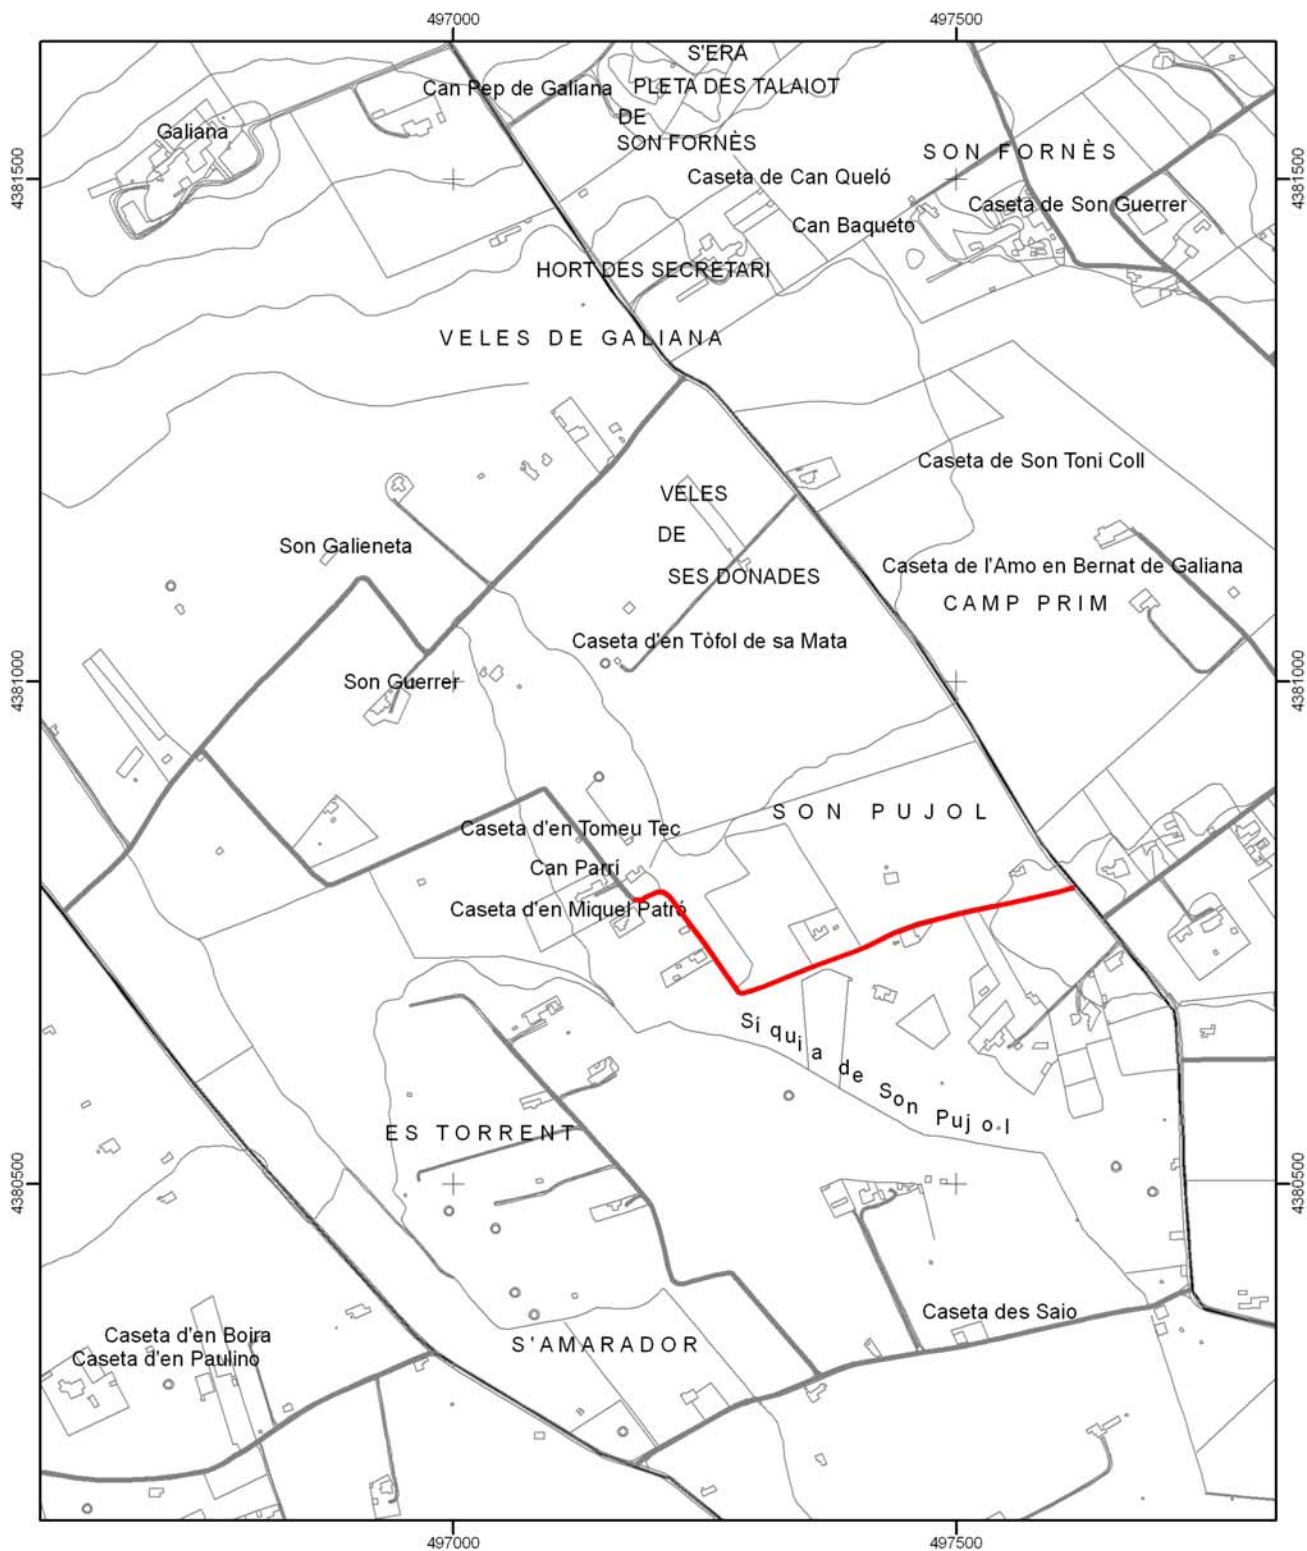 497000
497500
S'ERA
Can Pep de Galiana
PLETA DES TALAIOT
DE
Galiana
SON FORNÈS
SON FORNÈS
4381500
4381500
Caseta de Can Queló
Caseta de Son Guerrer
Can Baqueto
HORT DES SECRETARI
VELES DE GALIANA
Caseta de Son Toni Coll
VELES
DE
SES DONADES
Son Galieneta
Caseta de l'Amo en Bernat de Galiana
CAMP PRIM
Caseta d'en Tòfol de sa Mata
4381000
4381000
Son Guerrer
SON PUJOL
Caseta d'en Tomeu Tec
Can Parrí
Caseta d'en Miquel Patró
Síquia de Son Pujol
ES TORRENT
4380500
4380500
Caseta des Saio
Caseta d'en Boira
S'AMARADOR
Caseta d'en Paulino
497000
497500